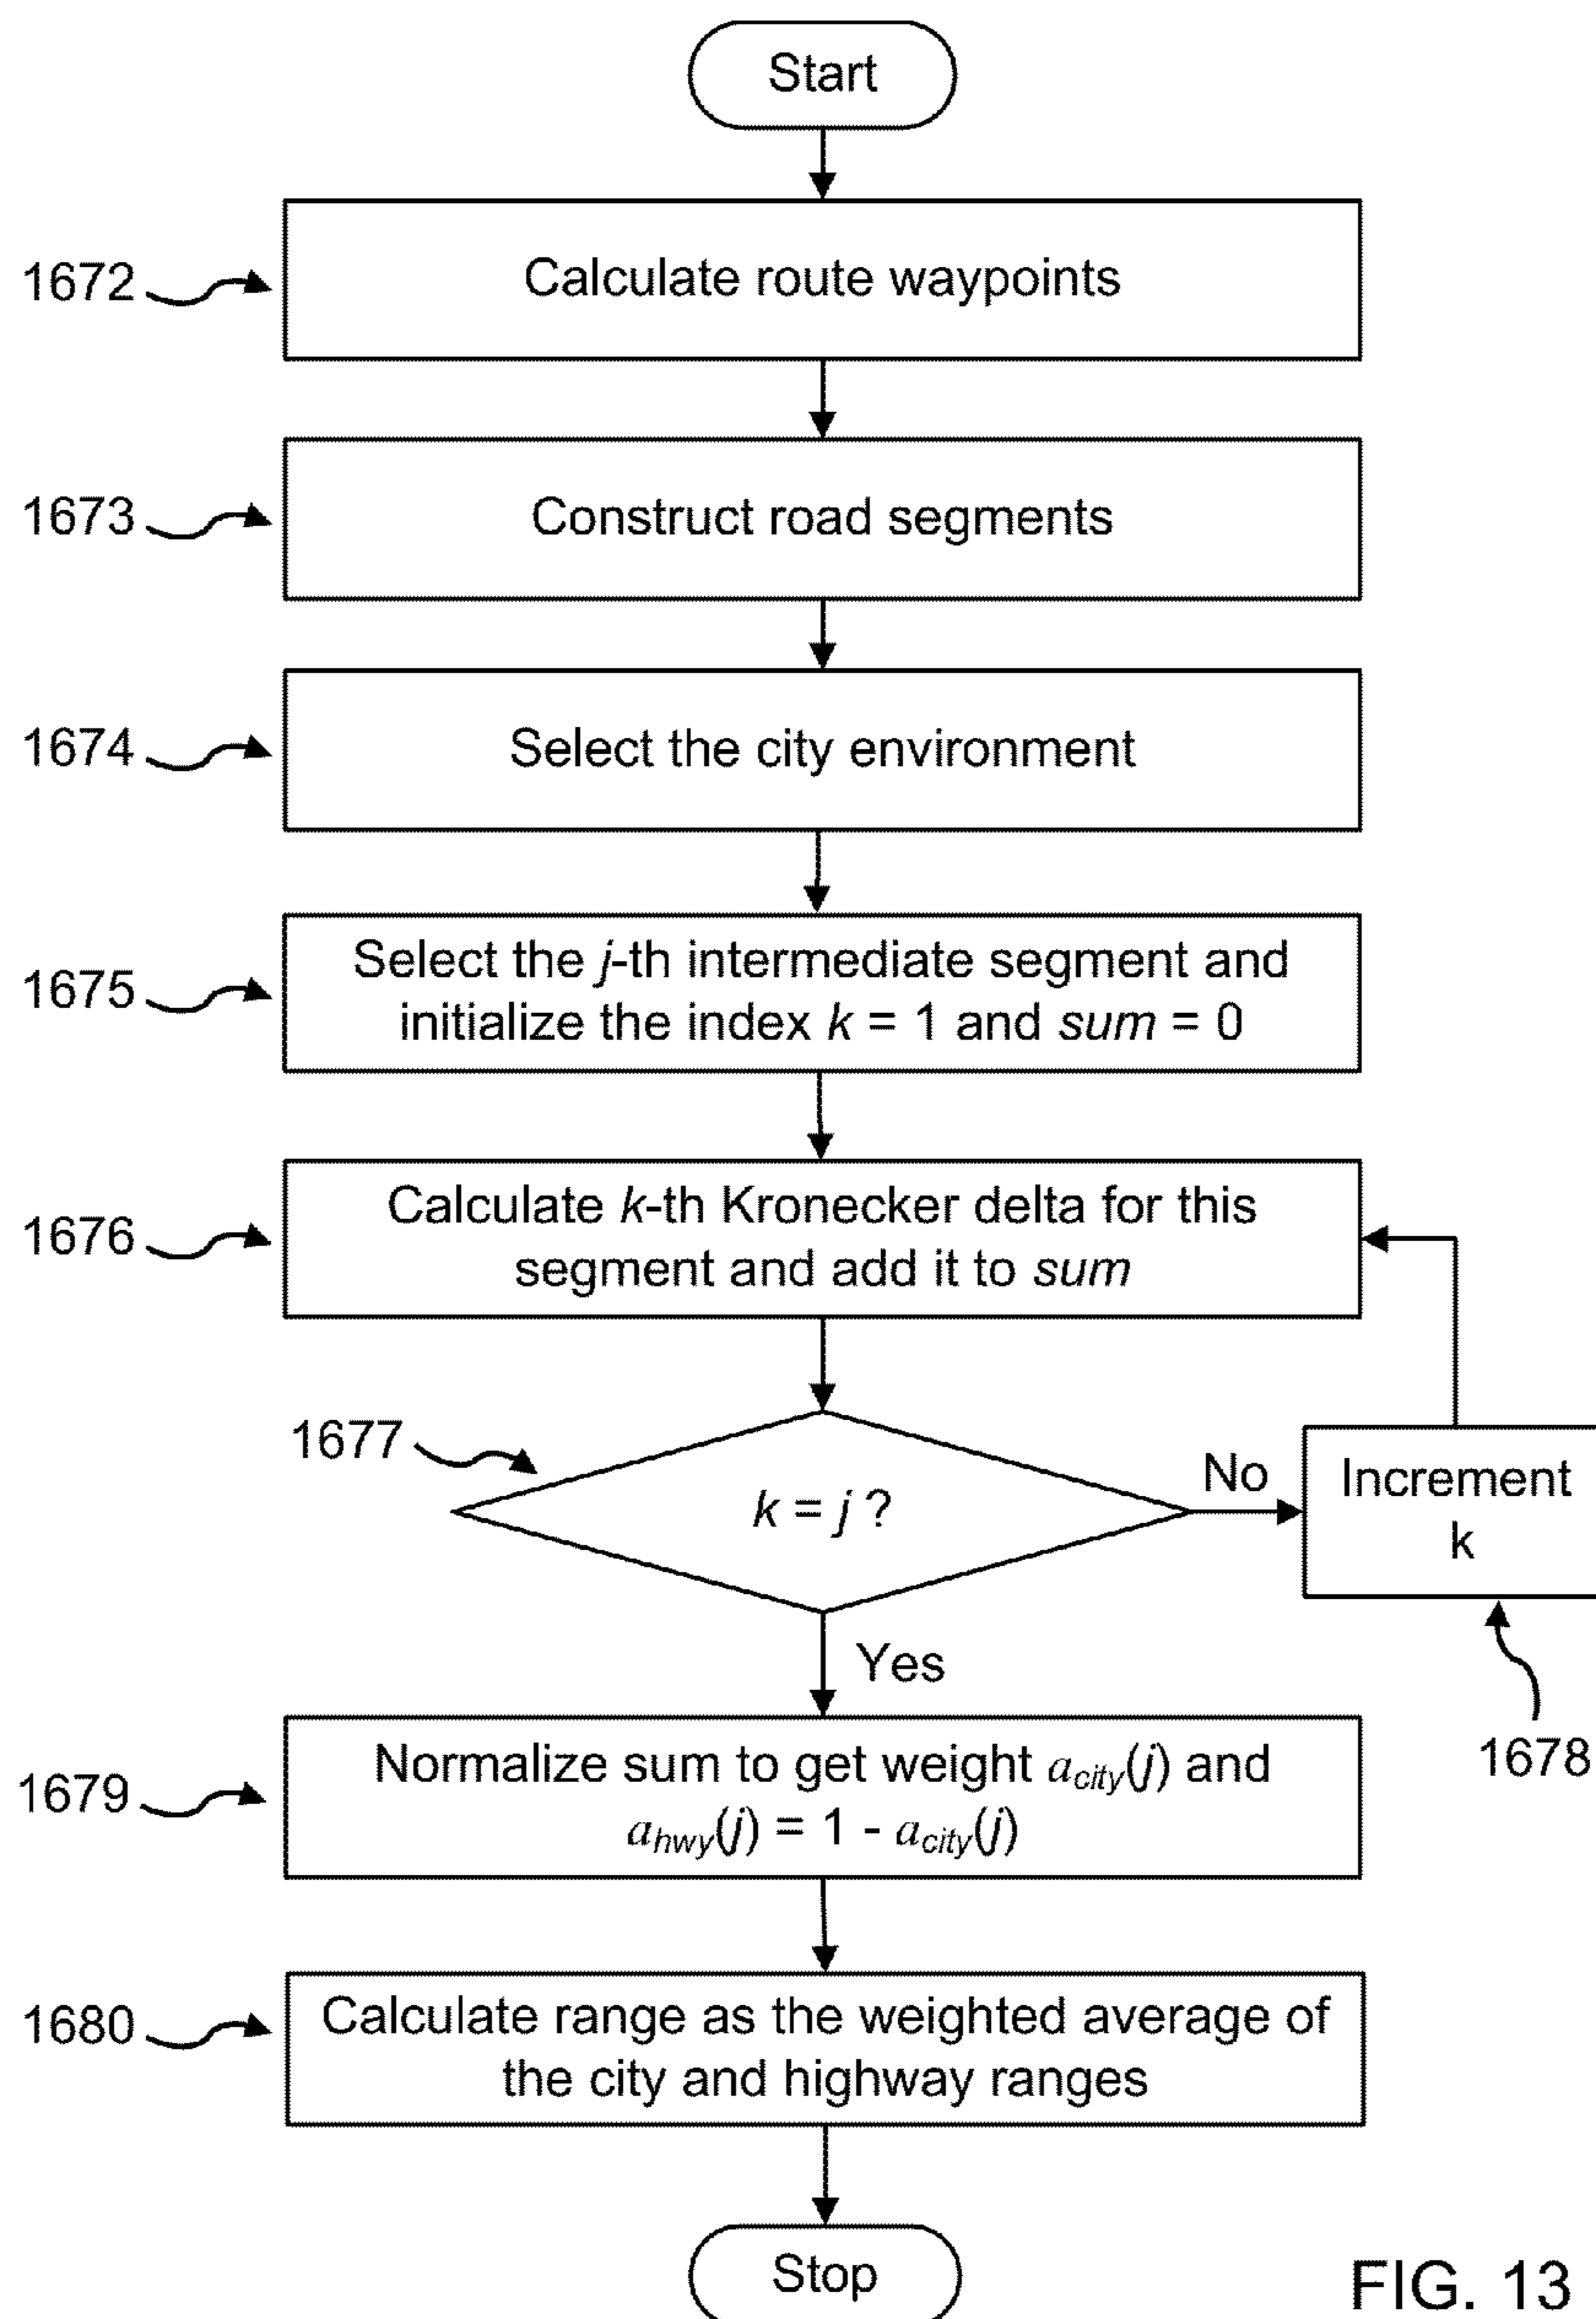 Start
1672
Calculate route waypoints
1673
Construct road segments
1674
Select the city environment
1675
Select the j-th intermediate segment and
initialize the index k = 1 and sum = 0
1676
Calculate k-th Kronecker delta for this
segment and add it to sum
1677
k = j ?
No
Increment
k
1678
Yes
1679
Normalize sum to get weight a_city(j) and
a_hwy(j) = 1 - a_city(j)
1680
Calculate range as the weighted average of
the city and highway ranges
Stop
FIG. 13